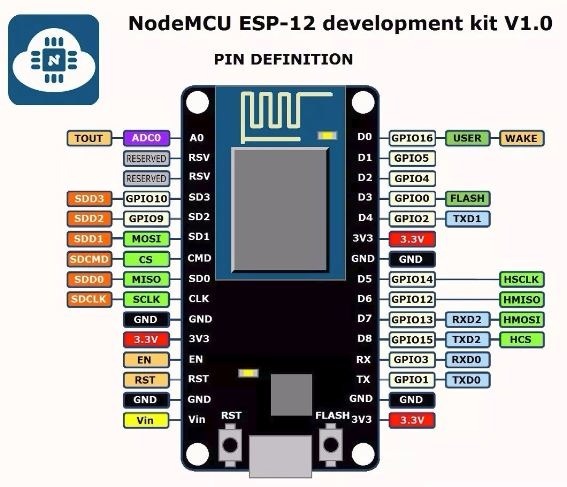 NodeMCU ESP-12 development kit V1.0
PIN DEFINITION
N
TOUT ADC0 A0 D0 GPIO16 USER WAKE
RESERVED RSV D1 GPIO5
RESERVED RSV D2 GPIO4
SDD3 GPIO10 SD3 D3 GPIO0 FLASH
SDD2 GPIO9 SD2 D4 GPIO2 TXD1
SDD1 MOSI SD1 3V3 3.3V
SDCMD CS CMD GND GND
SDD0 MISO SD0 D5 GPIO14 HSCLK
SDCLK SCLK CLK D6 GPIO12 HMISO
GND GND D7 GPIO13 RXD2 HMOSI
3.3V 3V3 D8 GPIO15 TXD2 HCS
EN EN RX GPIO3 RXD0
RST RST TX GPIO1 TXD0
GND GND GND GND
Vin Vin RST FLASH 3V3 3.3V